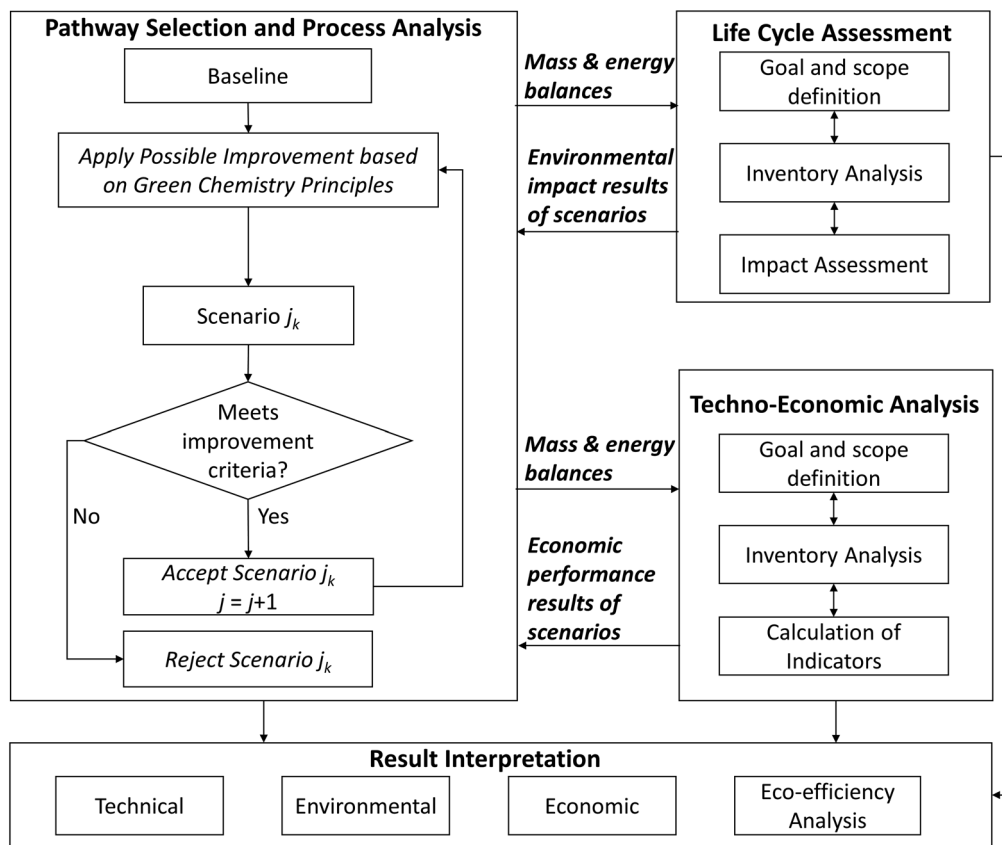 Pathway Selection and Process Analysis
Baseline
Apply Possible Improvement based
on Green Chemistry Principles
Scenario jk
Meets
improvement
criteria?
No
Yes
Accept Scenario jk
j = j+1
Reject Scenario jk
Mass & energy
balances
Environmental
impact results
of scenarios
Life Cycle Assessment
Goal and scope
definition
Inventory Analysis
Impact Assessment
Mass & energy
balances
Economic
performance
results of
scenarios
Techno-Economic Analysis
Goal and scope
definition
Inventory Analysis
Calculation of
Indicators
Result Interpretation
Technical
Environmental
Economic
Eco-efficiency
Analysis